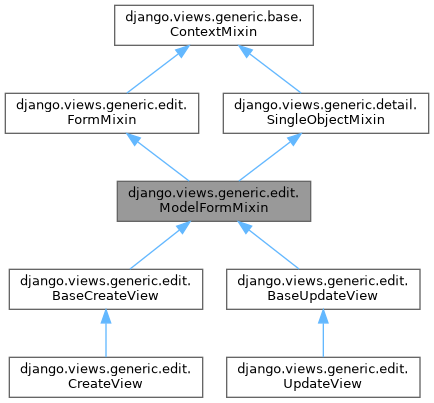 django.views.generic.base.
ContextMixin
django.views.generic.edit.
FormMixin
django.views.generic.detail.
SingleObjectMixin
django.views.generic.edit.
ModelFormMixin
django.views.generic.edit.
BaseCreateView
django.views.generic.edit.
BaseUpdateView
django.views.generic.edit.
CreateView
django.views.generic.edit.
UpdateView